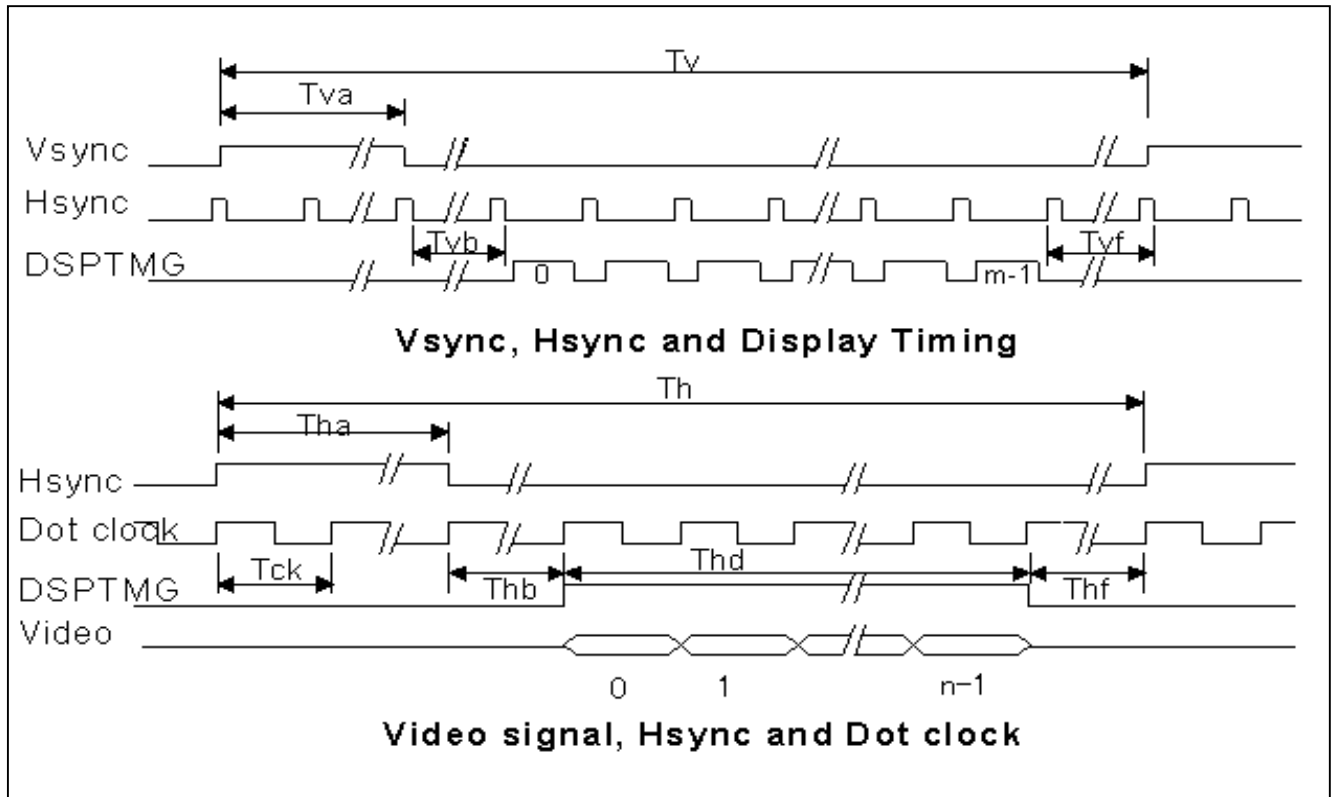 Tv
Tva
Vsync
Hsync
Tvb
Tvf
DSPTMG
0
m-1
Vsync, Hsync and Display Timing
Th
Tha
Hsync
Dot clock
Tck
Thb
Thd
Thf
DSPTMG
Video
0 1 n-1
Video signal, Hsync and Dot clock